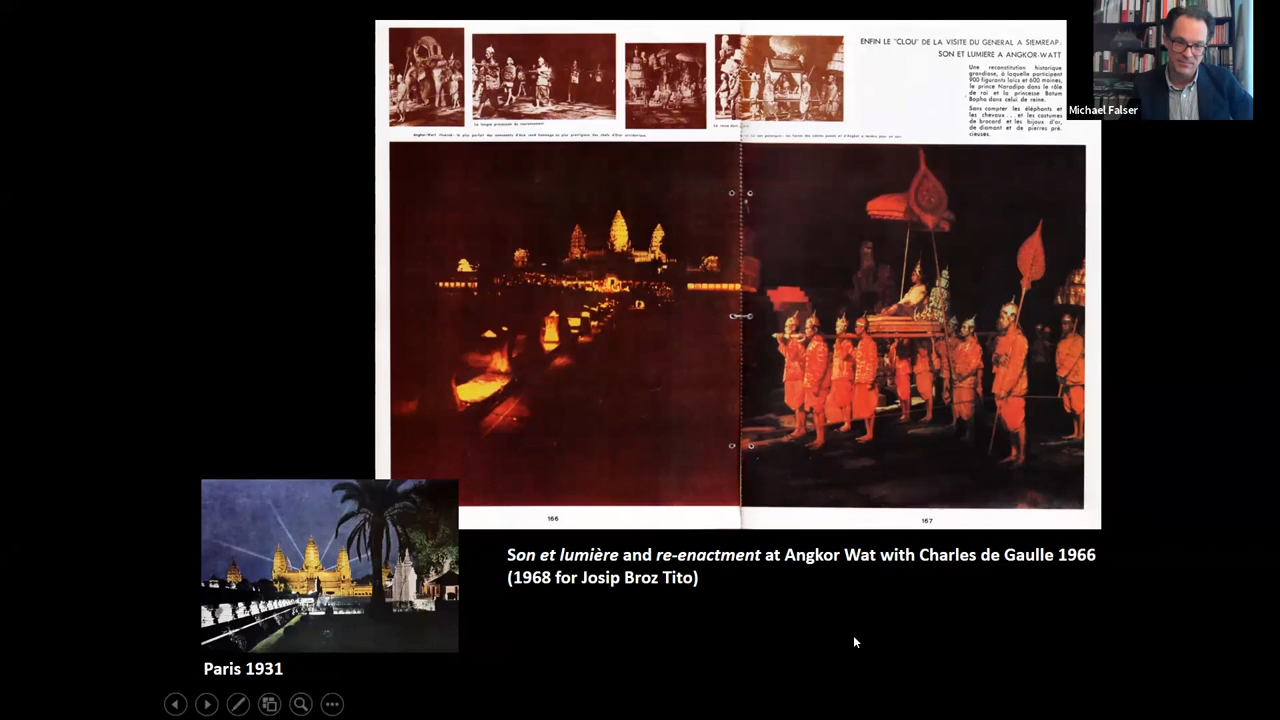 ENFIN LE "CLOU" DE LA VISITE DU GENERAL A SIEMREAP:
SON ET LUMIERE A ANGKOR-WATT
Une reconstitution historique
grandiose, à laquelle participent
900 figurants laïcs et 600 moines,
le prince Naradipo dans le rôle
de roi et la princesse Botum
Bopha dans celui de reine.
Sans compter les éléphants et
les chevaux... et les costumes
de brocard et les bijoux d'or,
de diamant et de pierres pré
cieuses.
Michael Falser
166
167
Son et lumière and re-enactment at Angkor Wat with Charles de Gaulle 1966
(1968 for Josip Broz Tito)
Paris 1931